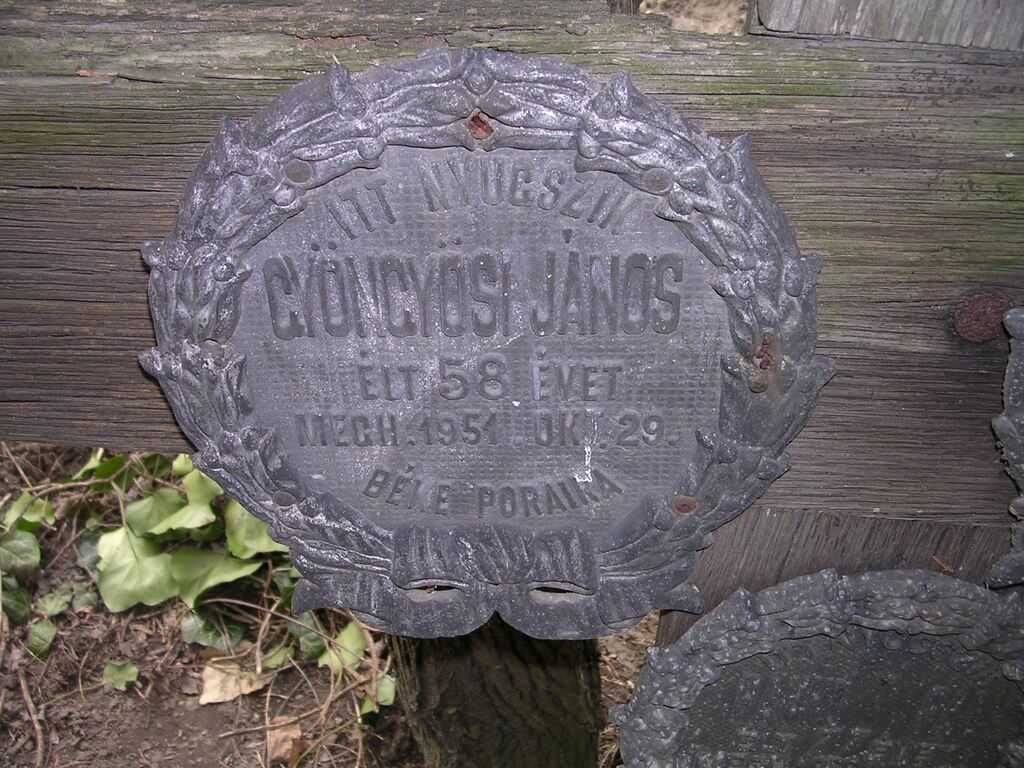 ITT NYUGSZIK
GYÖNGYÖSI JÁNOS
ÉLT 58 ÉVET
MEGH. 1951. OKT. 29.
BÉKE PORAIRA